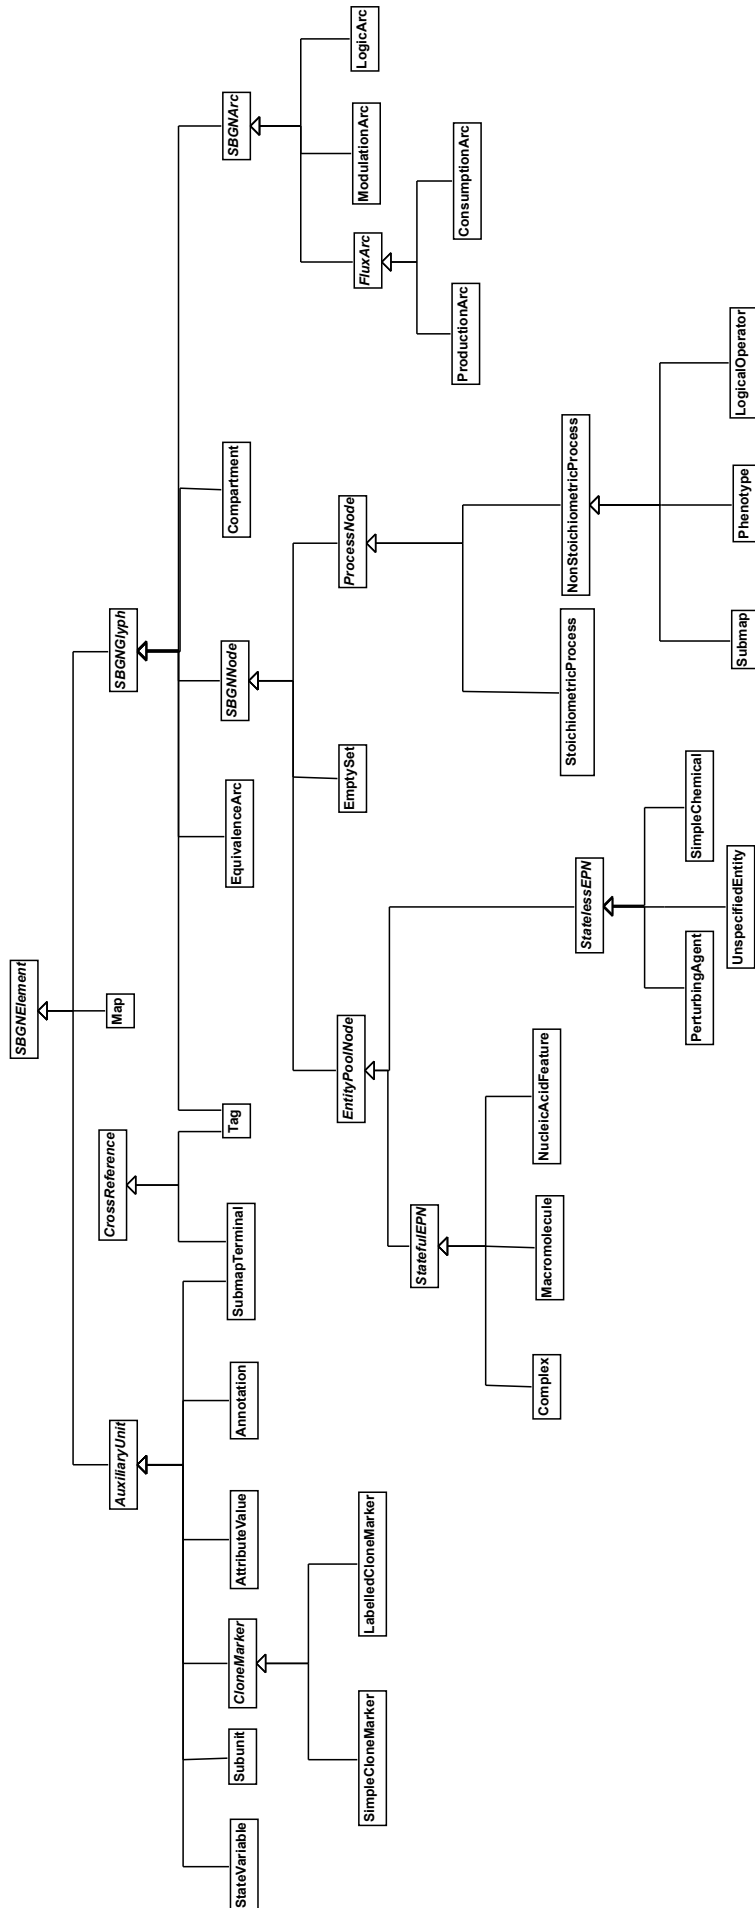 SBGNElement
AuxiliaryUnit
Map
SBGNGlyph
CrossReference
StateVariable
Subunit
CloneMarker
AttributeValue
Annotation
SubmapTerminal
Tag
EquivalenceArc
SBGNNode
Compartment
SBGNArc
SimpleCloneMarker
LabelledCloneMarker
EntityPoolNode
EmptySet
ProcessNode
FluxArc
ModulationArc
LogicArc
StatefulEPN
StatelessEPN
ProductionArc
ConsumptionArc
Complex
Macromolecule
NucleicAcidFeature
StoichiometricProcess
NonStoichiometricProcess
PerturbingAgent
UnspecifiedEntity
SimpleChemical
Submap
Phenotype
LogicalOperator